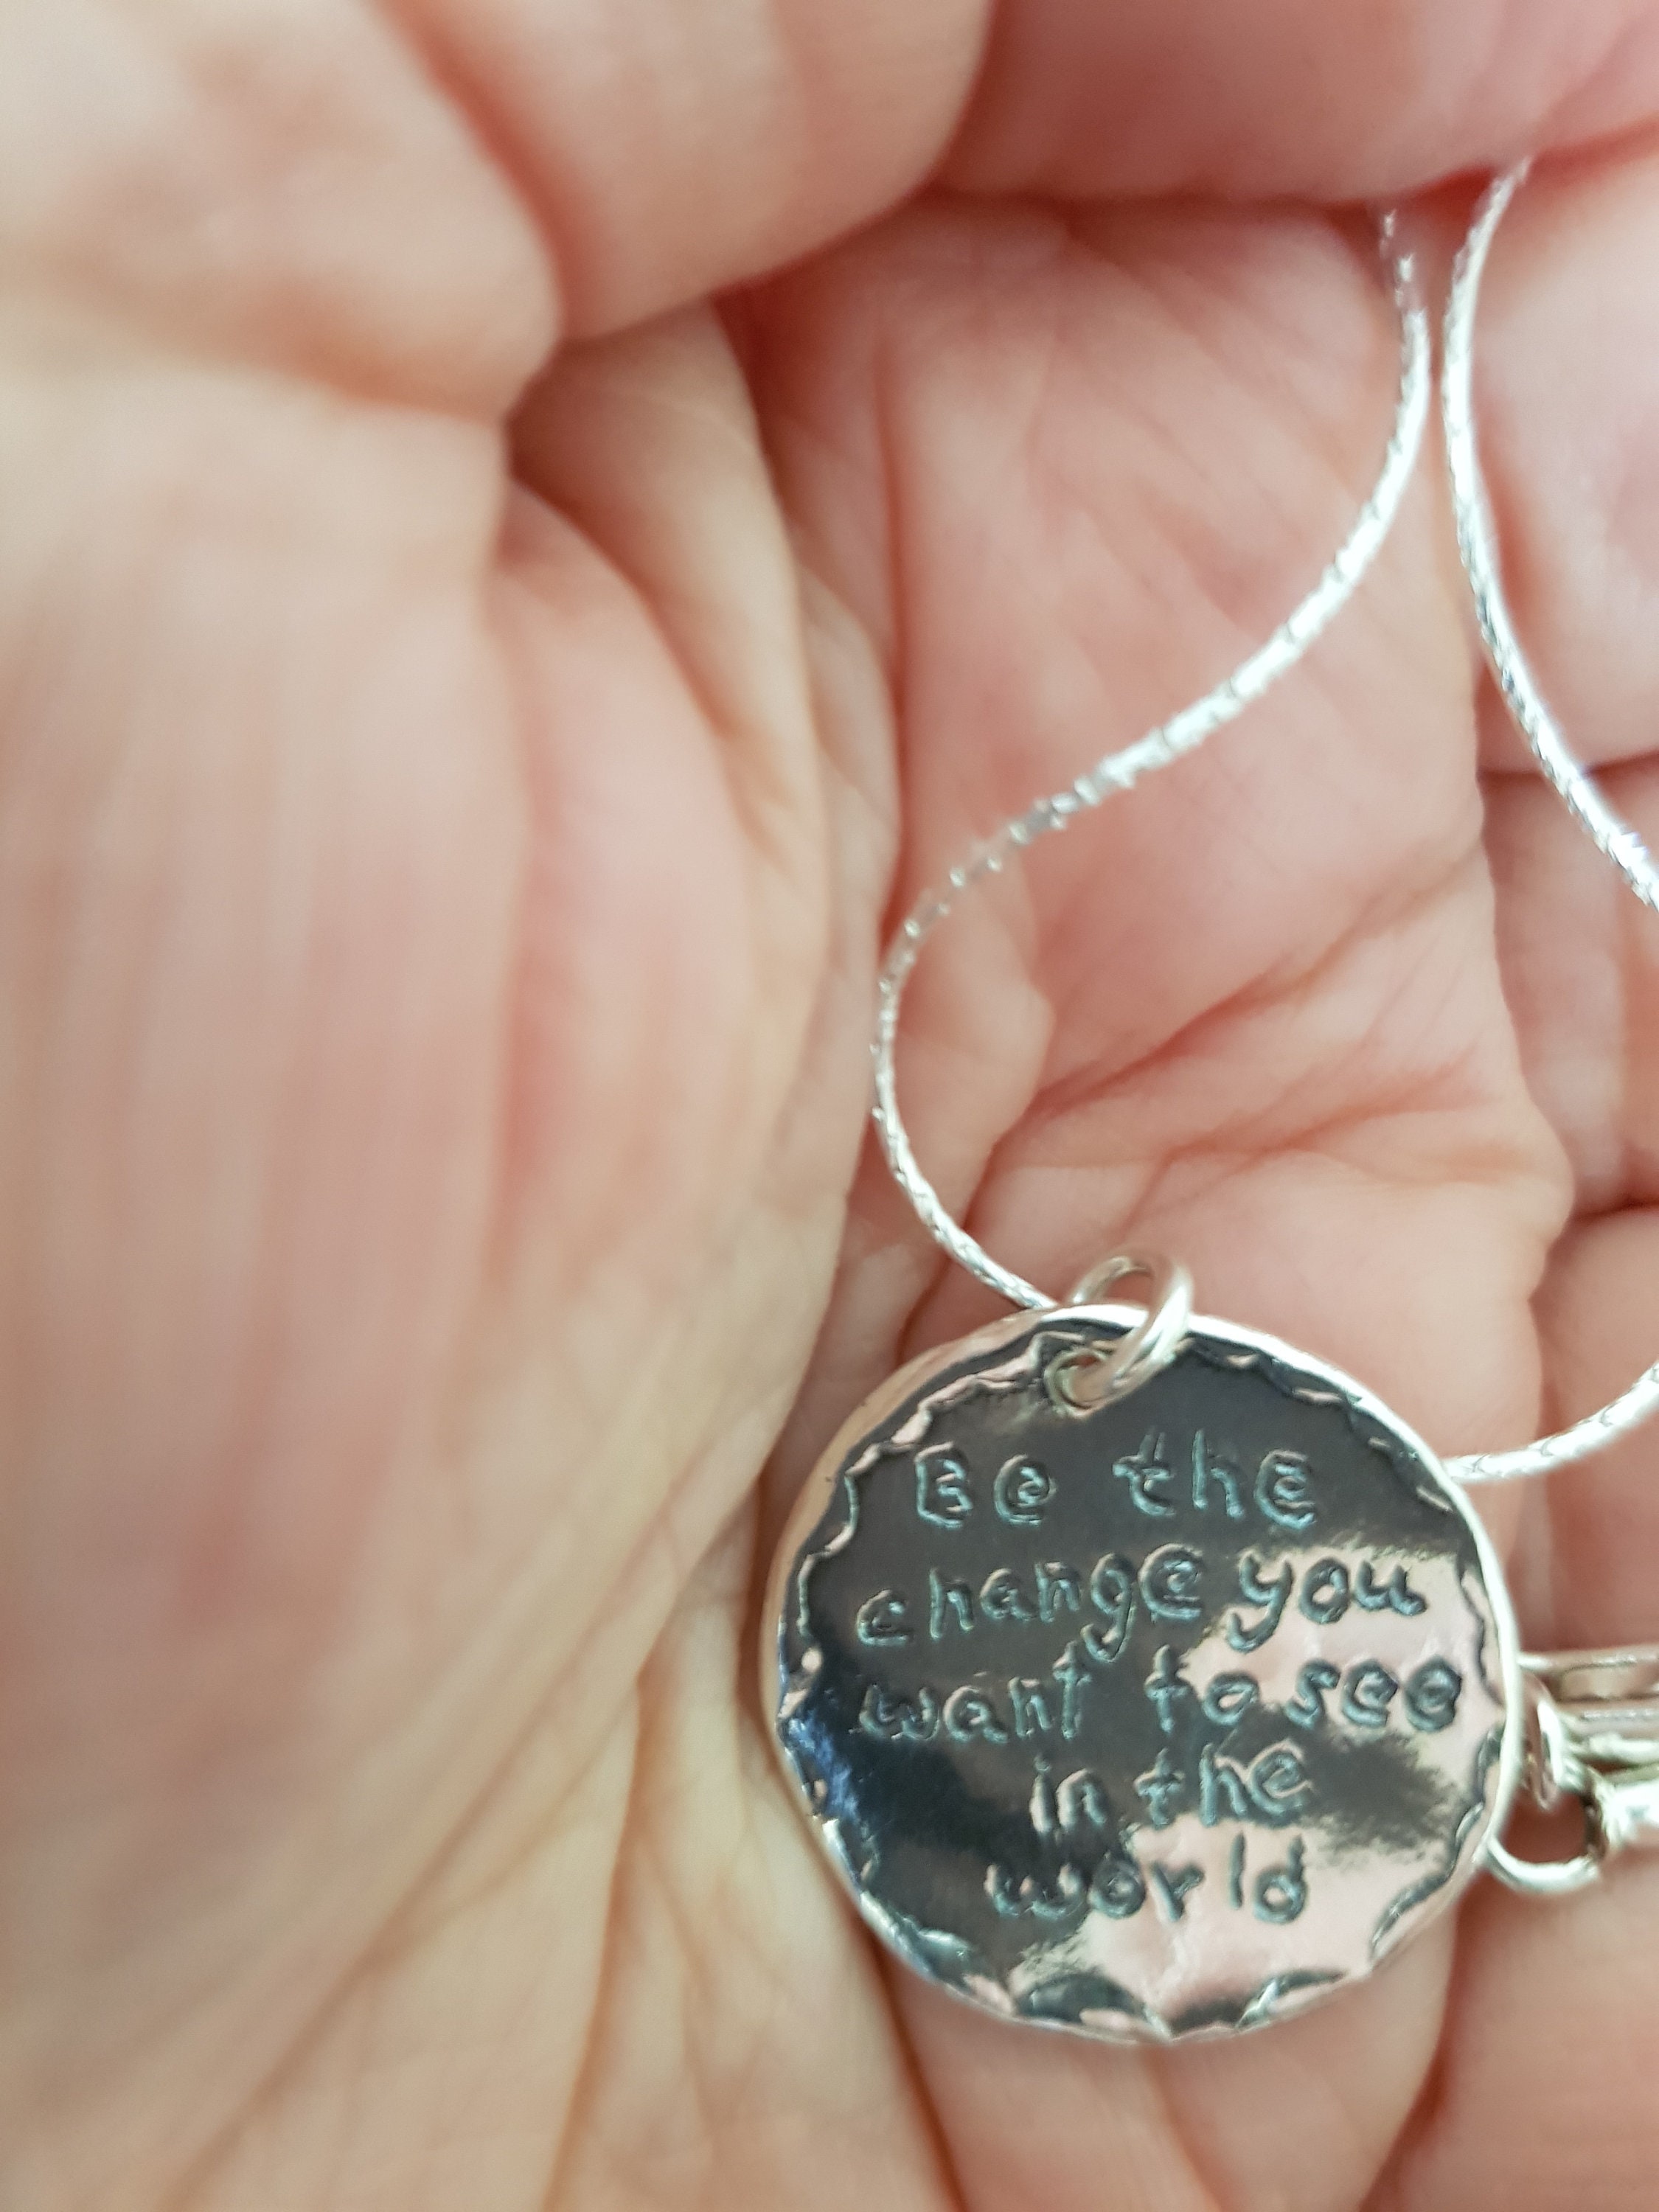 Be the
change you
want to see
in the
world